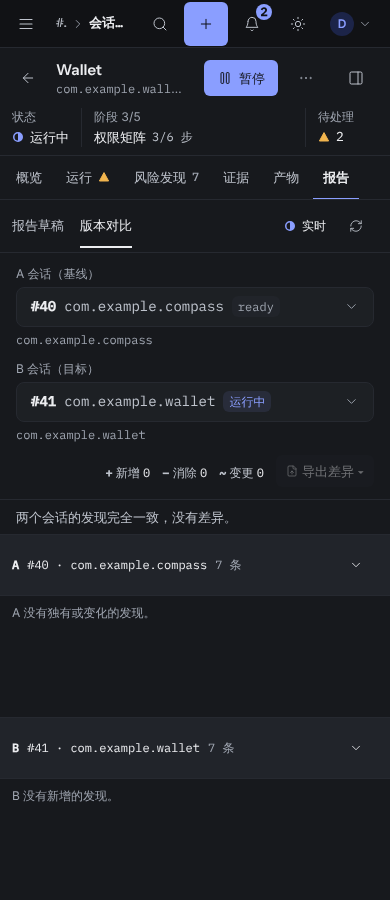 #. > 会话… 2 D
Wallet
com.example.wall… 暂停
状态 阶段 3/5 待处理
运行中 权限矩阵 3/6 步 2
概览 运行 风险发现 7 证据 产物 报告
报告草稿 版本对比 实时
A 会话（基线）
#40 com.example.compass ready
com.example.compass
B 会话（目标）
#41 com.example.wallet 运行中
com.example.wallet
+ 新增 0 − 消除 0 ~ 变更 0 导出差异
两个会话的发现完全一致，没有差异。
A #40 · com.example.compass 7 条
A 没有独有或变化的发现。
B #41 · com.example.wallet 7 条
B 没有新增的发现。